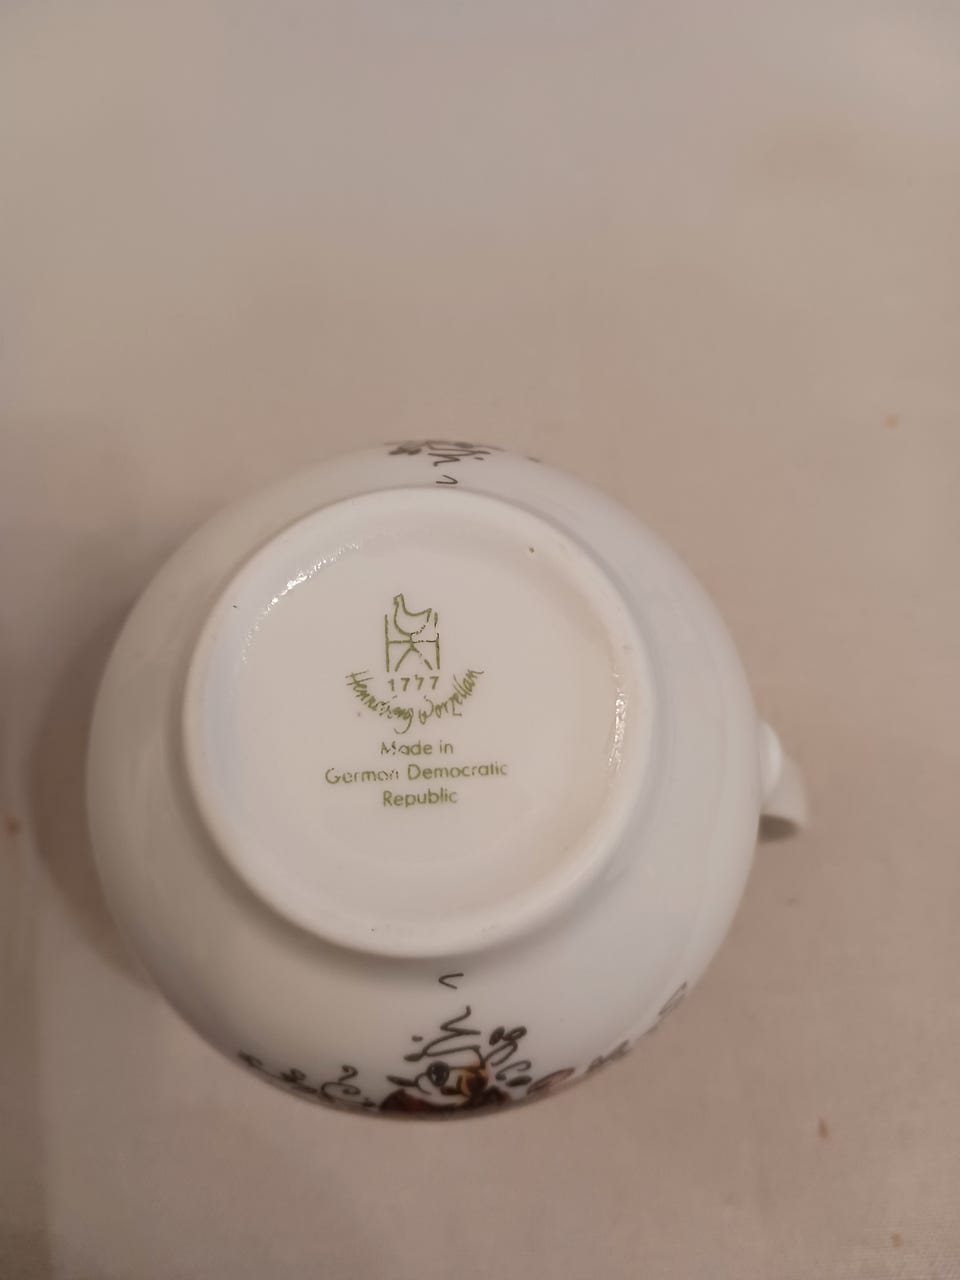 1777
Henneberg Porzellan
Made in
German Democratic
Republic